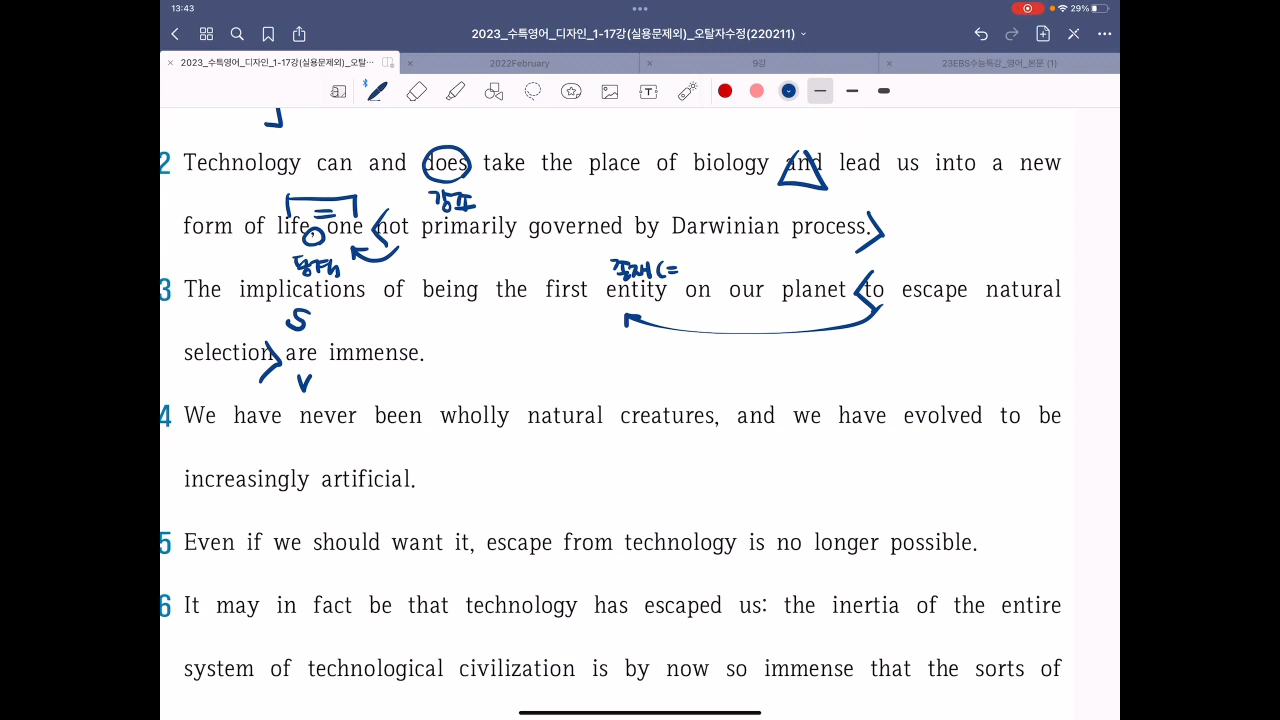 13:43
29%
2023_수특영어_디자인_1-17강(실용문제외)_오탈자수정(220211)
2023_수특영어_디자인_1-17강(실용문제외)_오탈…
2022February
9강
23EBS수능특강_영어_본문 (1)
2 Technology can and does take the place of biology and lead us into a new
강조
form of life, one not primarily governed by Darwinian process.
동격
존재 (=
3 The implications of being the first entity on our planet to escape natural
S
selection are immense.
V
4 We have never been wholly natural creatures, and we have evolved to be
increasingly artificial.
5 Even if we should want it, escape from technology is no longer possible.
6 It may in fact be that technology has escaped us: the inertia of the entire
system of technological civilization is by now so immense that the sorts of